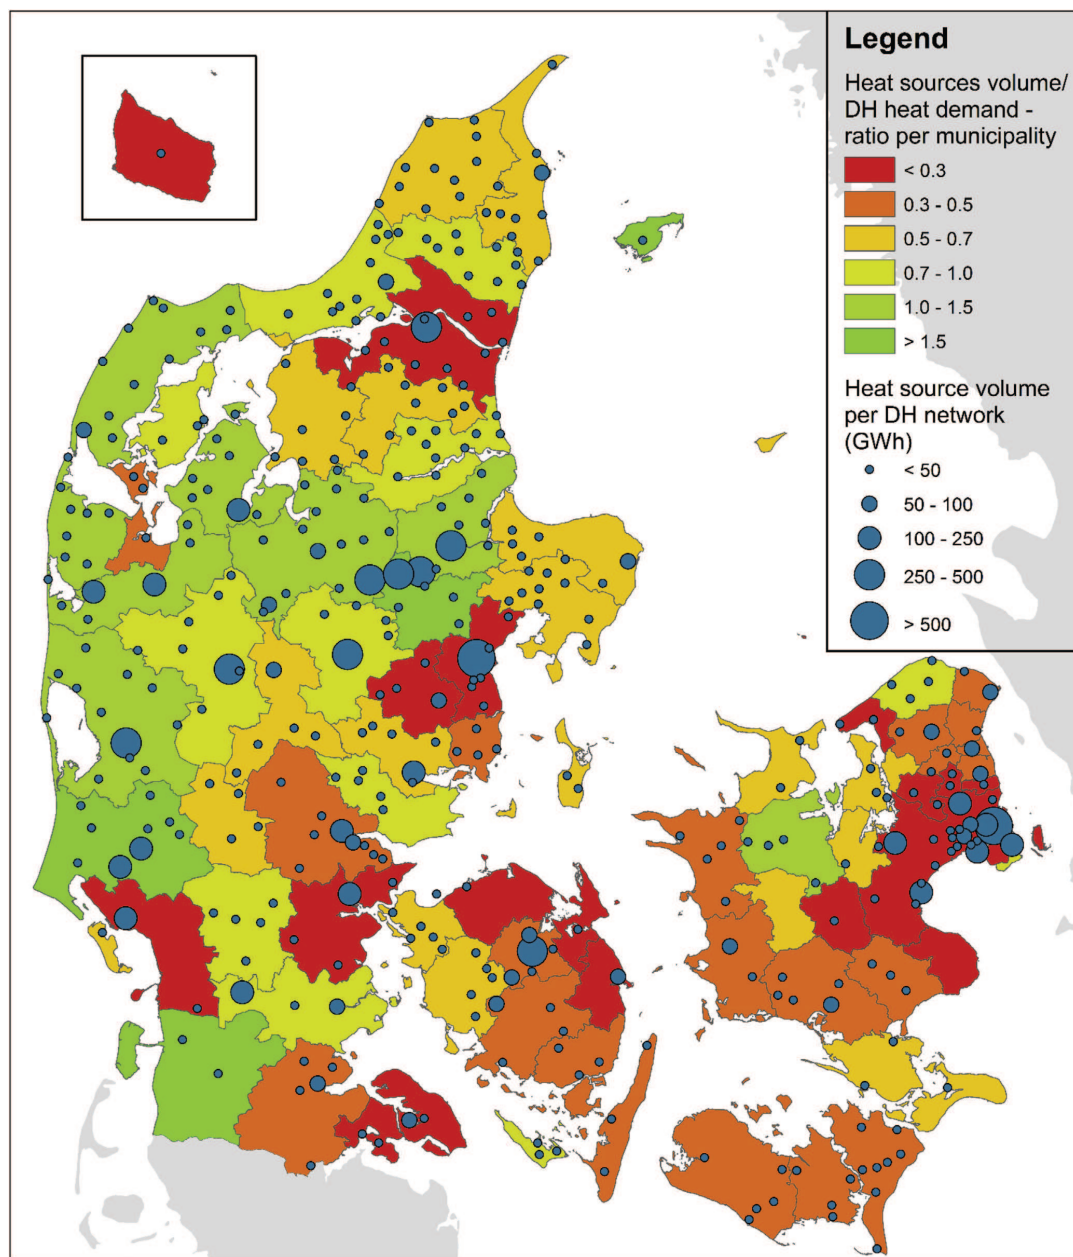 Legend
Heat sources volume/
DH heat demand -
ratio per municipality
< 0.3
0.3 - 0.5
0.5 - 0.7
0.7 - 1.0
1.0 - 1.5
> 1.5
Heat source volume
per DH network
(GWh)
< 50
50 - 100
100 - 250
250 - 500
> 500